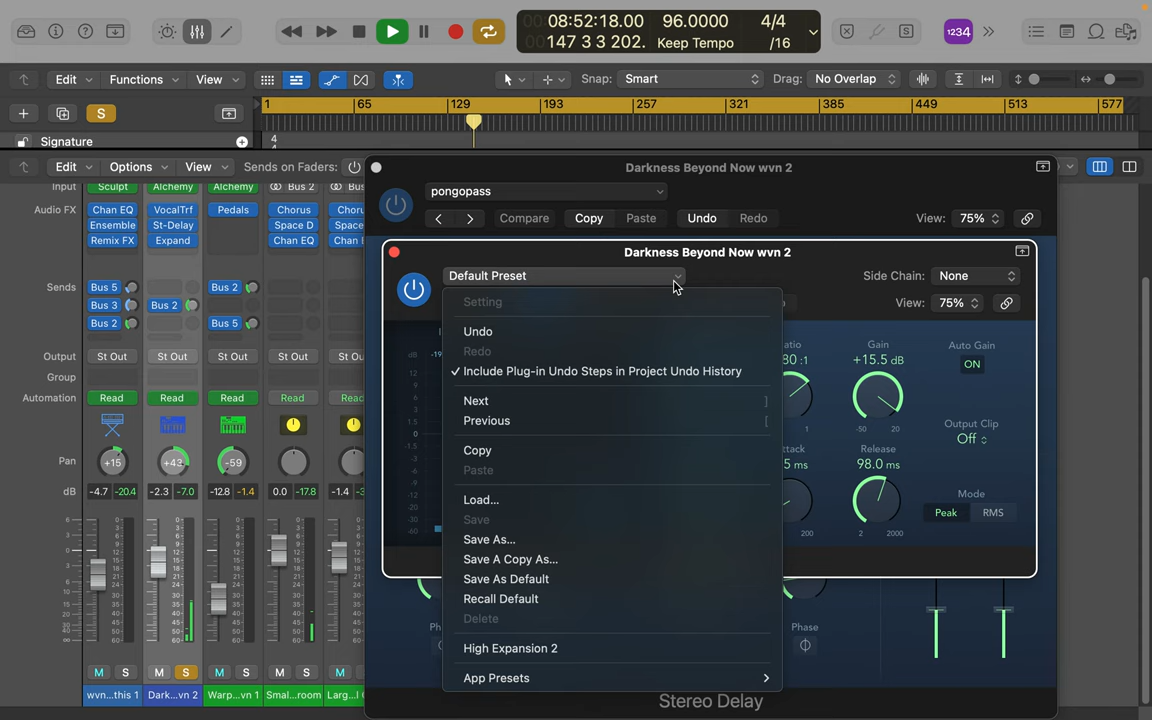 08:52:18.00
147 3 3 202.
96.0000
Keep Tempo
4/4
/16
1234
Edit
Functions
View
Snap:
Smart
Drag:
No Overlap
S
1
65
129
193
257
321
385
449
513
577
Signature
4
Edit
Options
View
Sends on Faders:
Darkness Beyond Now wvn 2
pongopass
Compare
Copy
Paste
Undo
Redo
View:
75%
Input
Sculpt
Alchemy
Alchemy
Bus 2
Audio FX
Chan EQ
VocalTrf
Pedals
Chorus
Ensemble
St-Delay
Space D
Remix FX
Expand
Chan EQ
Sends
Bus 5
Bus 2
Bus 3
Bus 2
Bus 2
Bus 5
Output
St Out
St Out
St Out
St Out
Group
Automation
Read
Read
Read
Read
Pan
+15
+43
-59
dB
-4.7
-20.4
-2.3
-7.0
-12.8
-1.4
0.0
-17.8
-1.4
M
S
M
S
M
S
M
S
M
wvn...this 1
Dark...vn 2
Warp...vn 1
Smal...room
Darkness Beyond Now wvn 2
Default Preset
Side Chain:
None
View:
75%
Setting
Undo
Redo
✓ Include Plug-in Undo Steps in Project Undo History
Next ]
Previous [
Copy
Paste
Load...
Save
Save As...
Save A Copy As...
Save As Default
Recall Default
Delete
High Expansion 2
App Presets
Gain
+15.5 dB
-50
20
Auto Gain
ON
Output Clip
Off
Release
98.0 ms
2
2000
Mode
Peak
RMS
Phase
Stereo Delay